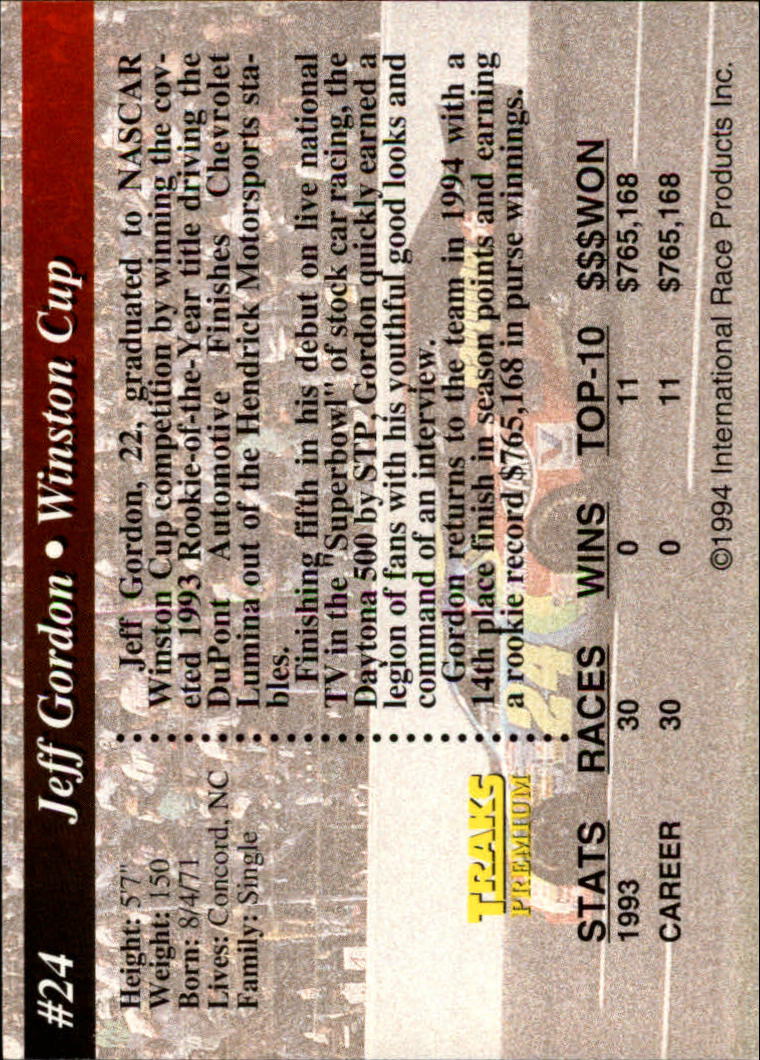 #24 Jeff Gordon • Winston Cup
Height: 5'7"
Weight: 150
Born: 8/4/71
Lives: Concord, NC
Family: Single
Jeff Gordon, 22, graduated to NASCAR
Winston Cup competition by winning the cov-
eted 1993 Rookie-of-the-Year title driving the
DuPont Automotive Finishes Chevrolet
Lumina out of the Hendrick Motorsports sta-
bles.
Finishing fifth in his debut on live national
TV in the "Superbowl" of stock car racing, the
Daytona 500 by STP, Gordon quickly earned a
legion of fans with his youthful good looks and
command of an interview.
Gordon returns to the team in 1994 with a
14th place finish in season points and earning
a rookie record $765,168 in purse winnings.
TRAKS
PREMIUM
24
STATS RACES WINS TOP-10 $$$WON
1993 30 0 11 $765,168
CAREER 30 0 11 $765,168
©1994 International Race Products Inc.